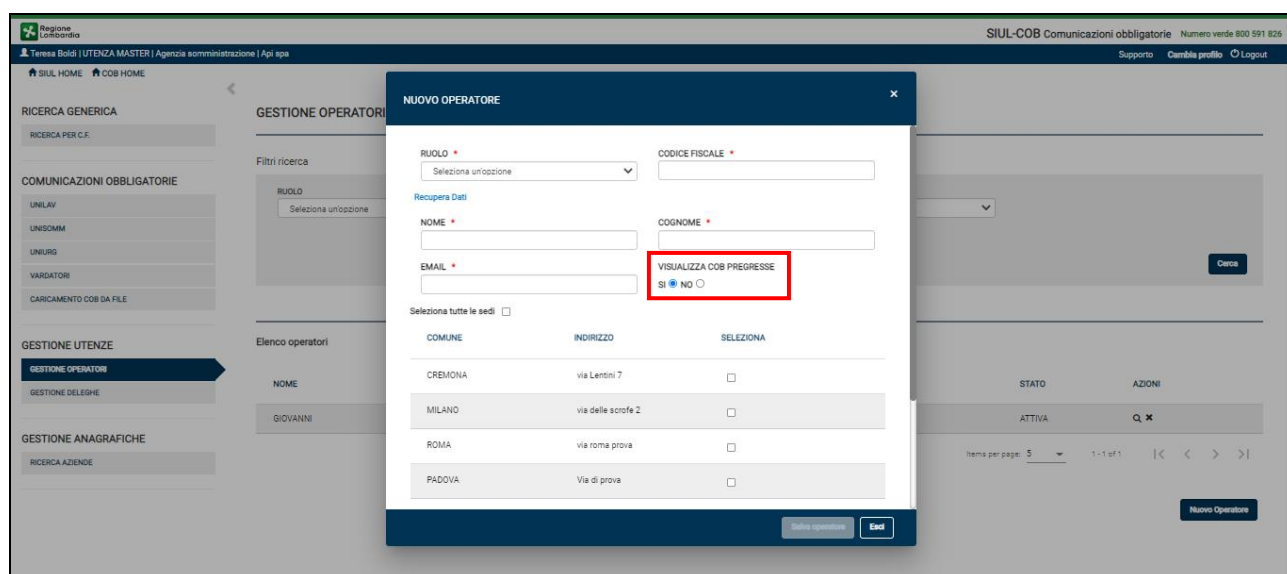 Regione
Lombardia
SIUL-COB Comunicazioni obbligatorie Numero verde 800 591 826
Teresa Boldi | UTENZA MASTER | Agenzia somministrazione | Api spa
Supporto Cambia profilo Logout
SIUL HOME COB HOME
RICERCA GENERICA
RICERCA PER C.F.
COMUNICAZIONI OBBLIGATORIE
UNILAV
UNISOMM
UNIURG
VARDATORI
CARICAMENTO COB DA FILE
GESTIONE UTENZE
GESTIONE OPERATORI
GESTIONE DELEGHE
GESTIONE ANAGRAFICHE
RICERCA AZIENDE
GESTIONE OPERATORI
Filtri ricerca
RUOLO
Seleziona un'opzione
Cerca
Elenco operatori
NOME STATO AZIONI
GIOVANNI ATTIVA
Items per page: 5 1 - 1 of 1
Nuovo Operatore
NUOVO OPERATORE
RUOLO * CODICE FISCALE *
Seleziona un'opzione
Recupera Dati
NOME * COGNOME *
EMAIL * VISUALIZZA COB PREGRESSE
SI NO
Seleziona tutte le sedi
COMUNE INDIRIZZO SELEZIONA
CREMONA via Lentini 7
MILANO via delle scrofe 2
ROMA via roma prova
PADOVA Via di prova
Salva operatore Esci